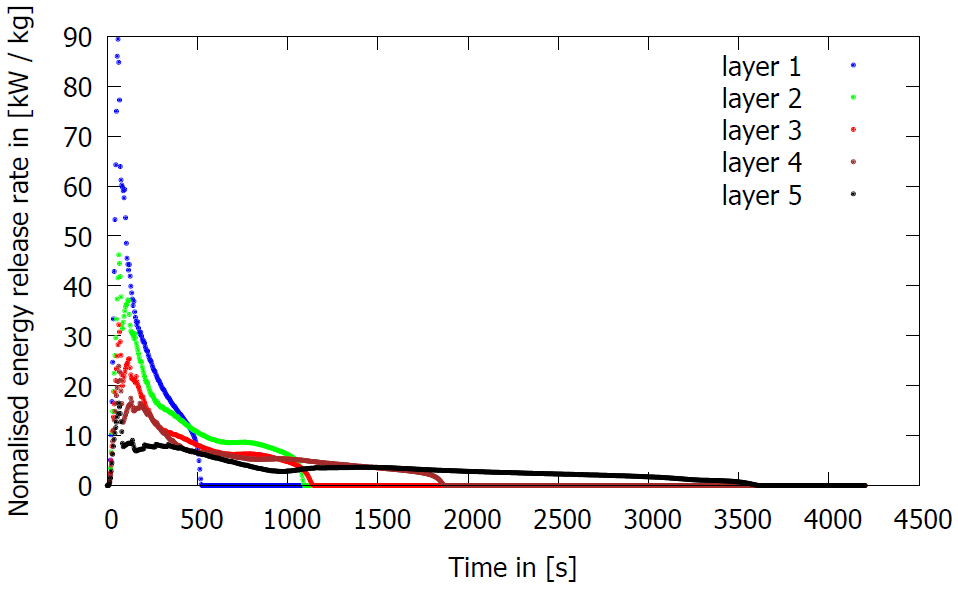 Nomalised energy release rate in [kW / kg]
90
80
70
60
50
40
30
20
10
0
layer 1
layer 2
layer 3
layer 4
layer 5
0 500 1000 1500 2000 2500 3000 3500 4000 4500
Time in [s]